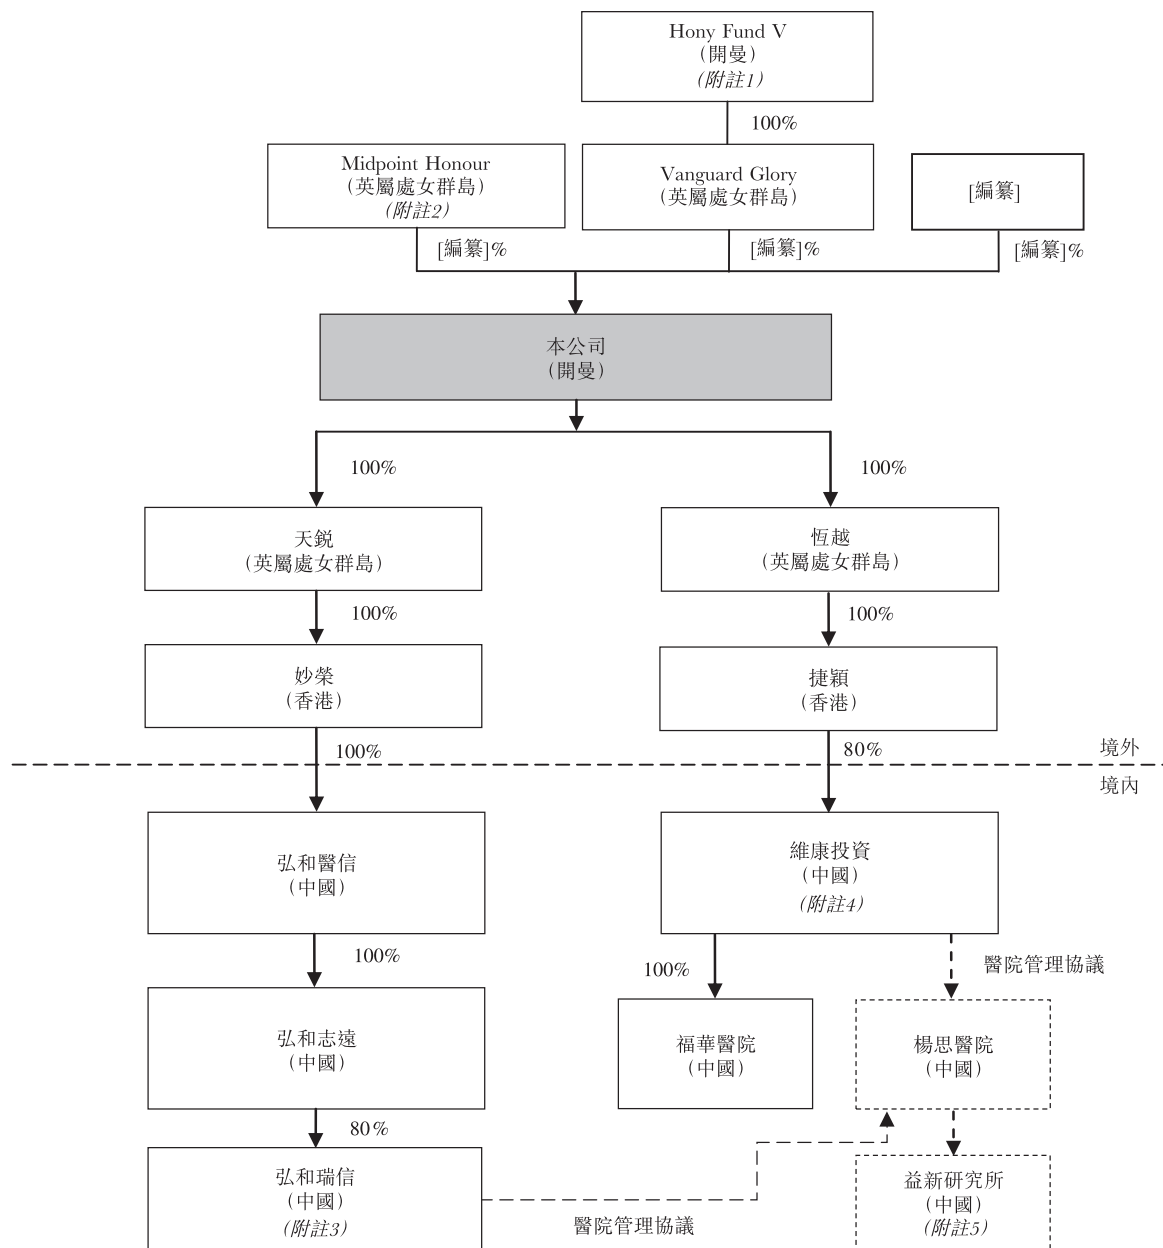 Hony Fund V
(開曼)
(附註1)
100%
Midpoint Honour
(英屬處女群島)
(附註2)
Vanguard Glory
(英屬處女群島)
[編纂]
[編纂]%
[編纂]%
[編纂]%
本公司
(開曼)
100%
100%
天銳
(英屬處女群島)
恆越
(英屬處女群島)
100%
100%
妙榮
(香港)
捷穎
(香港)
100%
80%
境外
境內
弘和醫信
(中國)
維康投資
(中國)
(附註4)
100%
100%
醫院管理協議
弘和志遠
(中國)
福華醫院
(中國)
楊思醫院
(中國)
80%
弘和瑞信
(中國)
(附註3)
醫院管理協議
益新研究所
(中國)
(附註5)